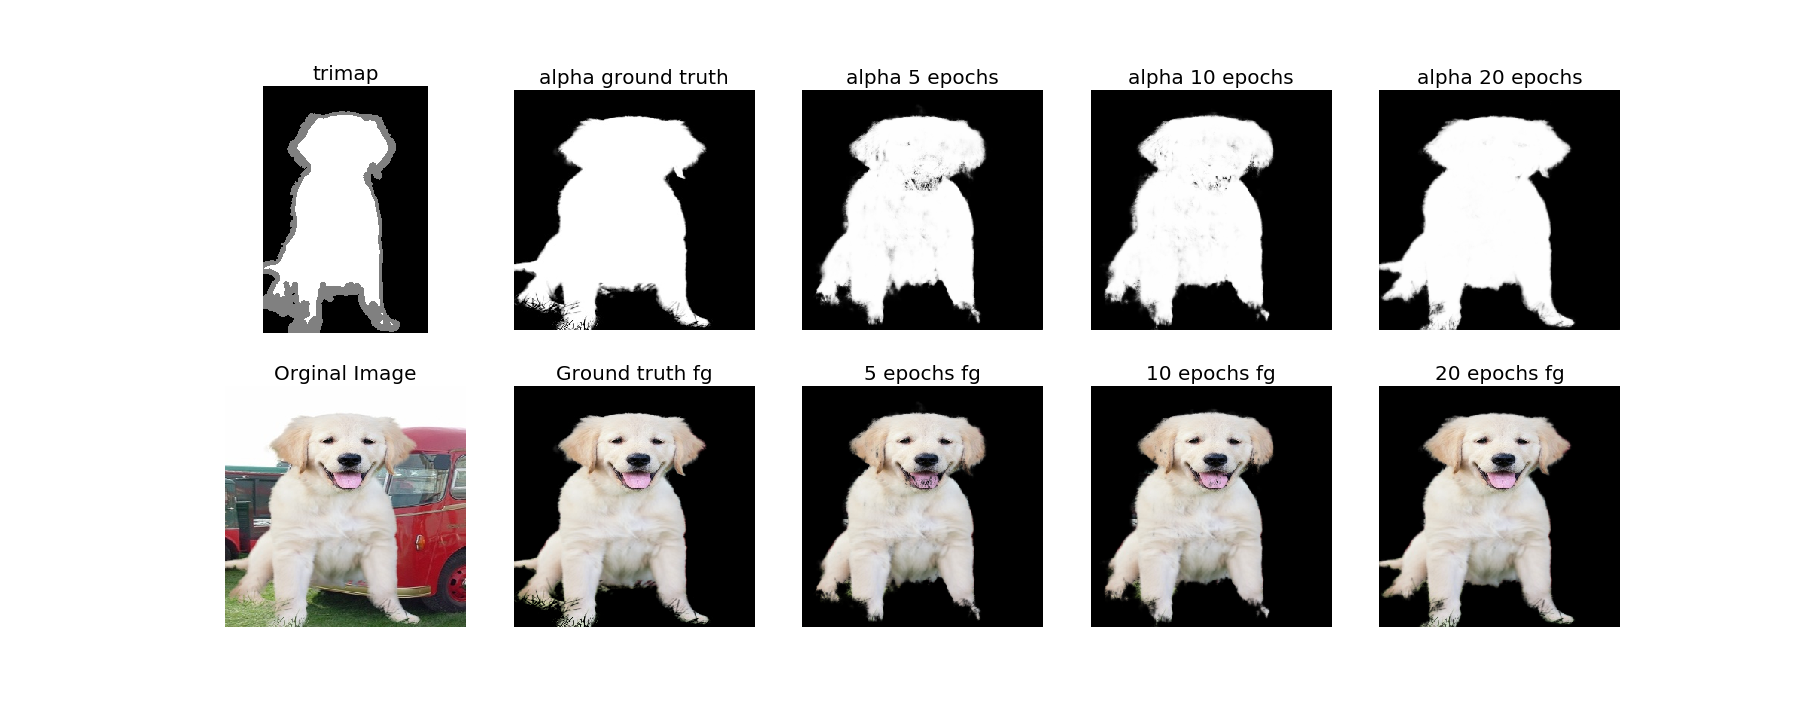 trimap
alpha ground truth
alpha 5 epochs
alpha 10 epochs
alpha 20 epochs
Orginal Image
Ground truth fg
5 epochs fg
10 epochs fg
20 epochs fg